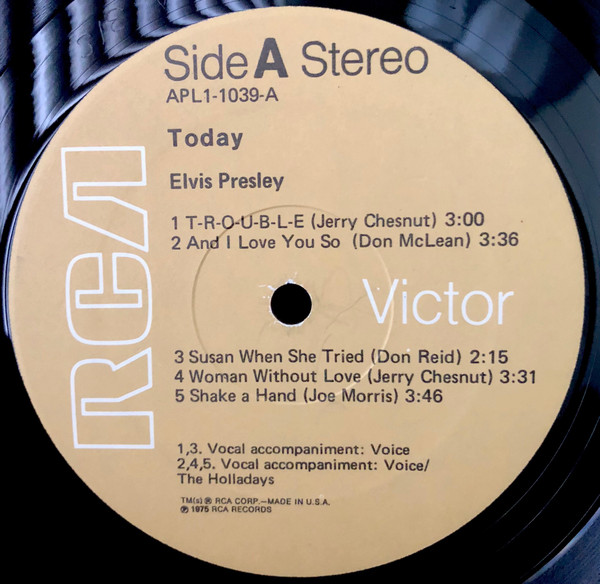 Side A Stereo
APL1-1039-A
Today
Elvis Presley
1 T-R-O-U-B-L-E (Jerry Chesnut) 3:00
2 And I Love You So (Don McLean) 3:36
RCA
Victor
3 Susan When She Tried (Don Reid) 2:15
4 Woman Without Love (Jerry Chesnut) 3:31
5 Shake a Hand (Joe Morris) 3:46
1,3. Vocal accompaniment: Voice
2,4,5. Vocal accompaniment: Voice/
The Holladays
TM(s) ® RCA CORP.—MADE IN U.S.A.
℗ 1975 RCA RECORDS